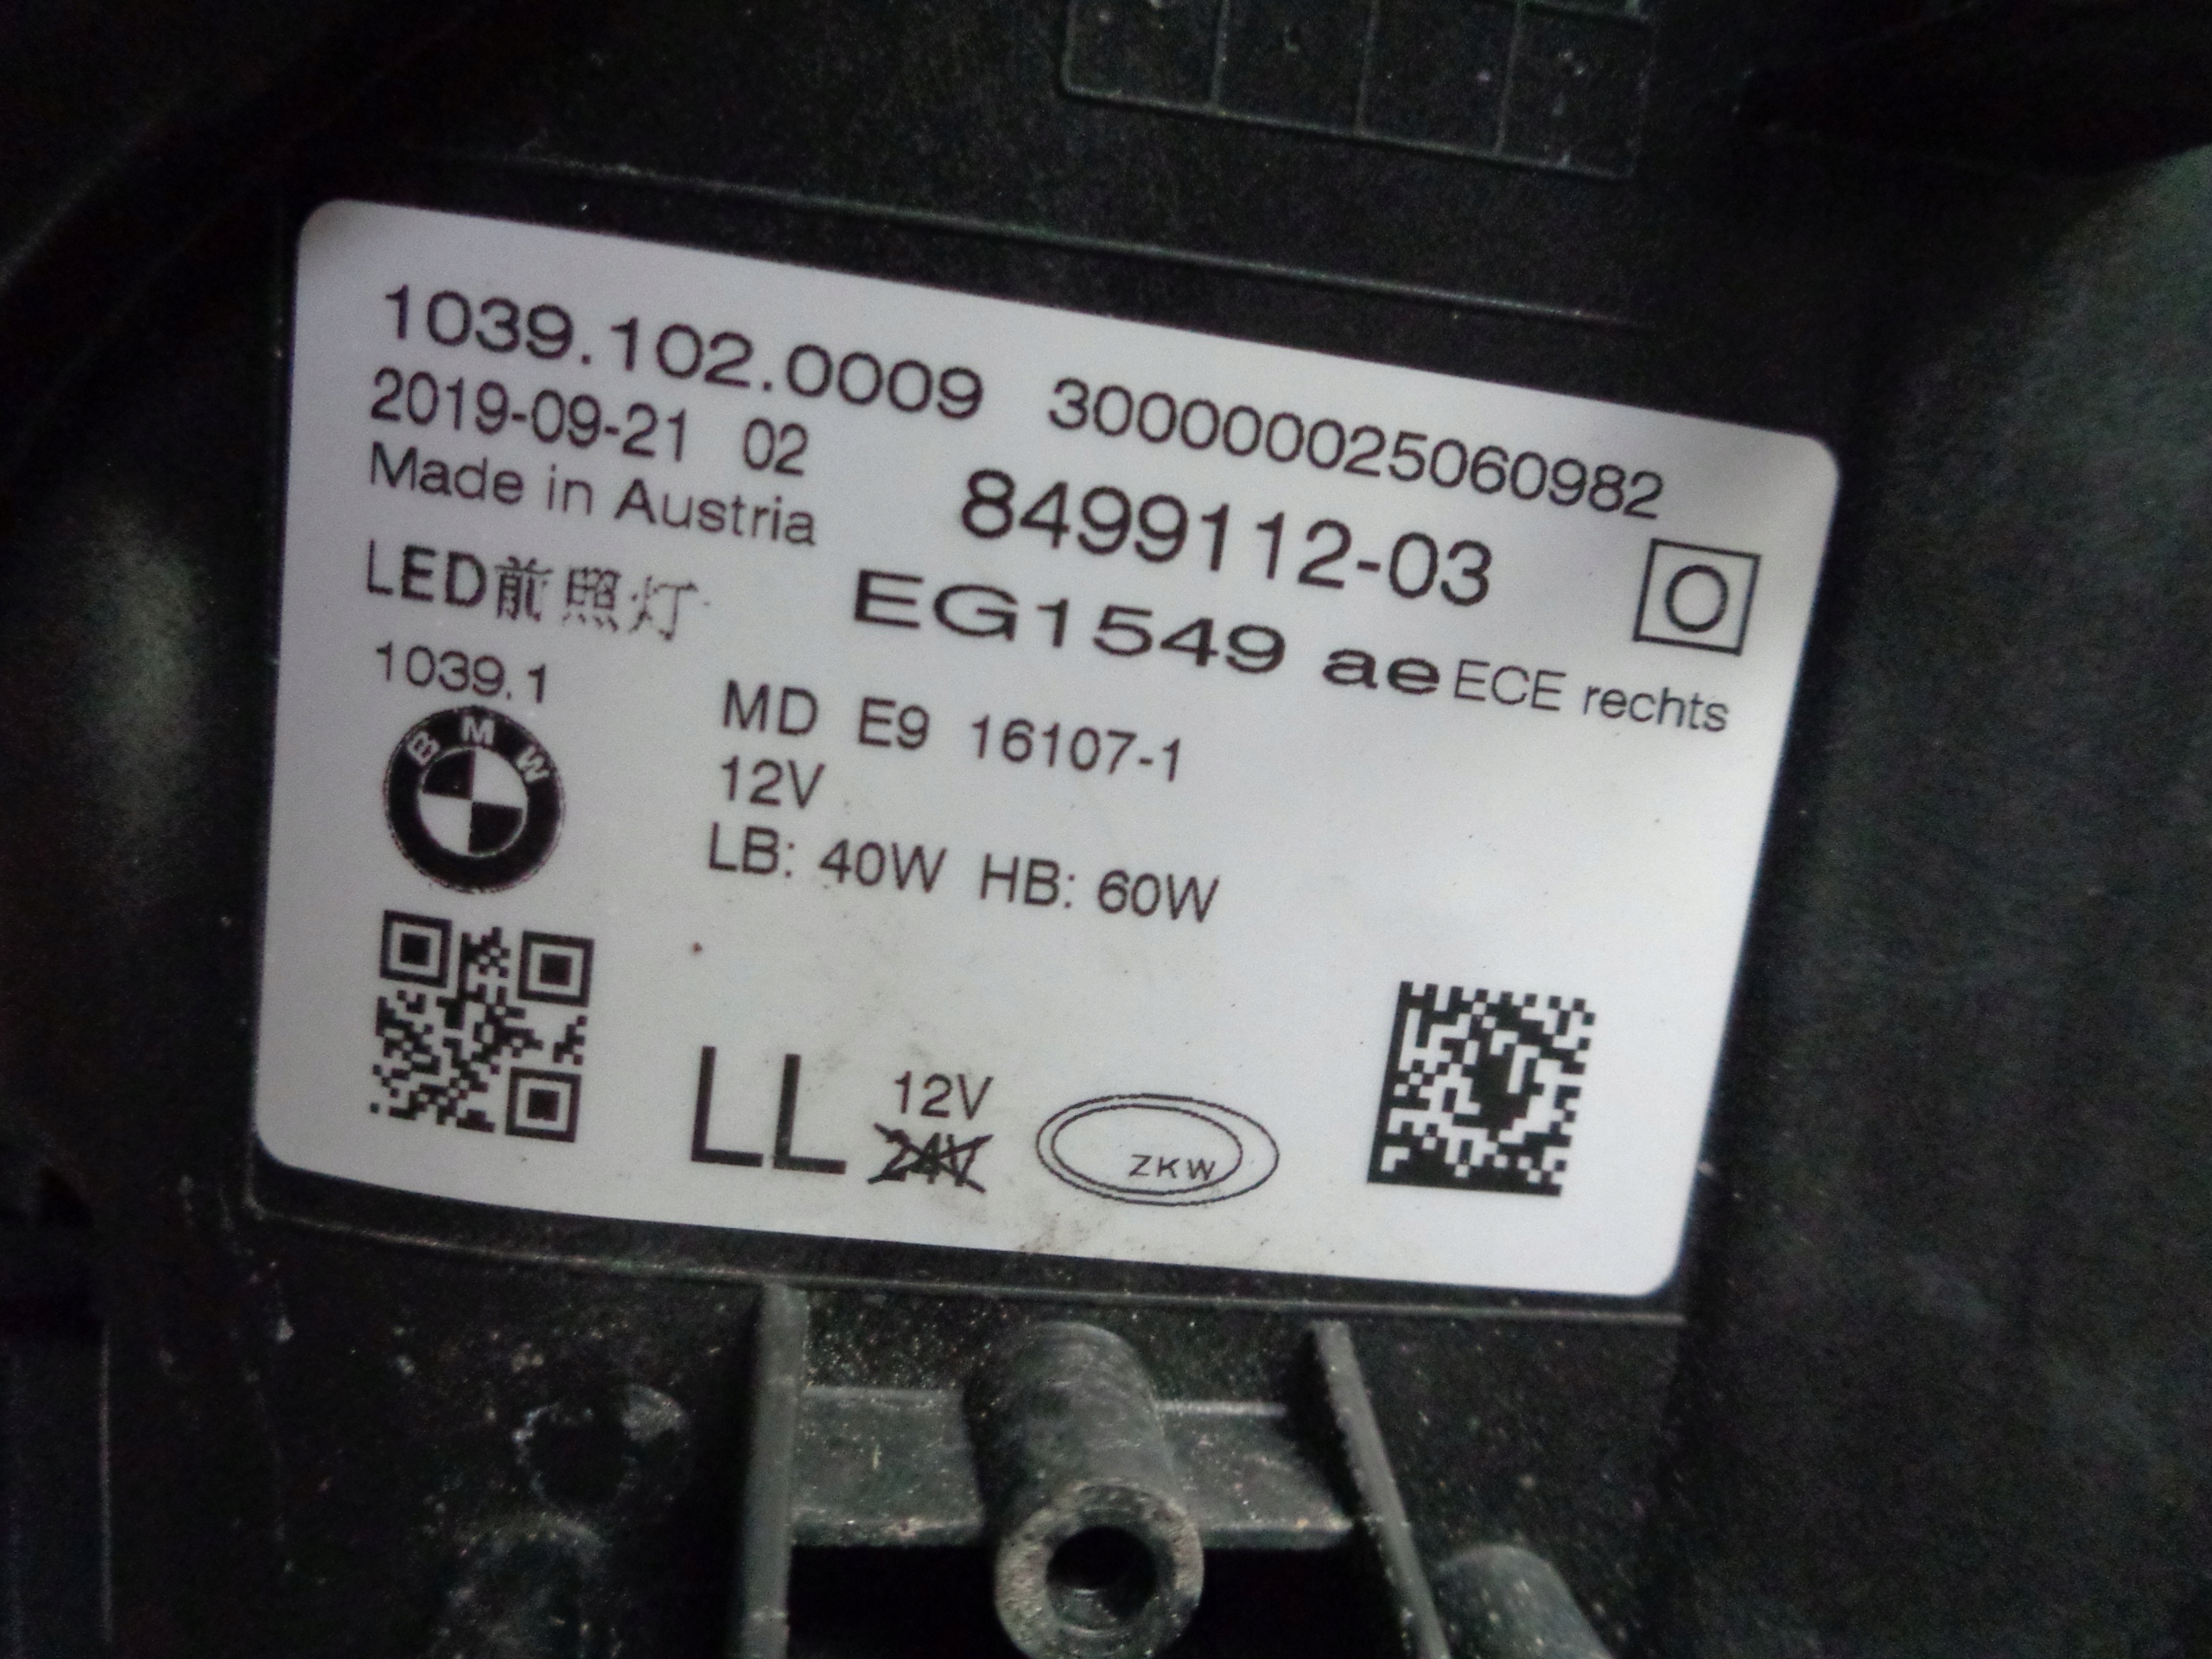 1039.102.0009 30000002506098​2
2019-09-21 02
Made in Austria
8499112-03
O
LED前照灯
EG1549 ae ECE rechts
1039.1
BMW
MD E9 16107-1
12V
LB: 40W HB: 60W
LL
12V
24V
ZKW